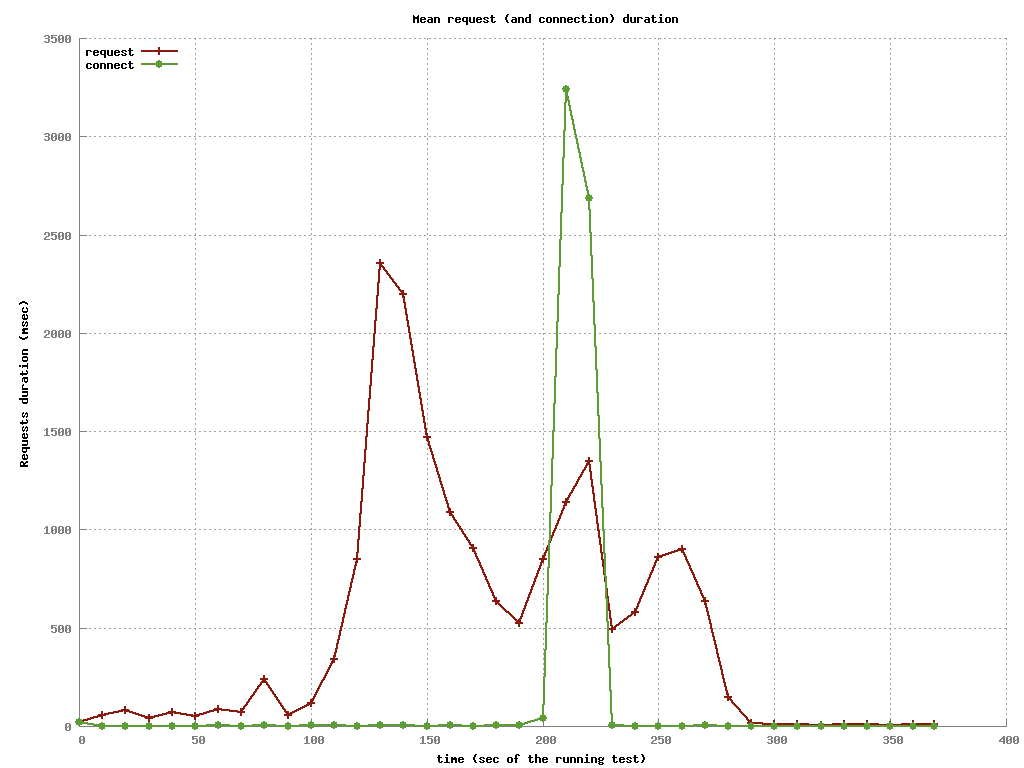 Mean request (and connection) duration
3500
request
connect
3000
2500
2000
1500
1000
500
0
Requests duration (msec)
0 50 100 150 200 250 300 350 400
time (sec of the running test)